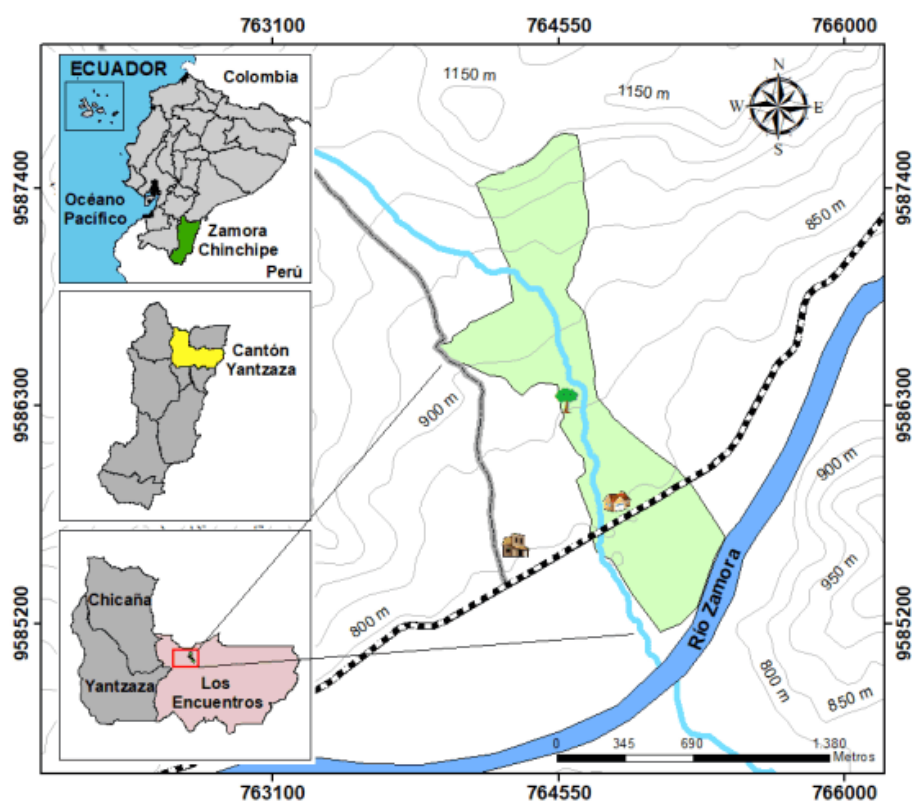 763100
764550
766000
ECUADOR
Colombia
Océano
Pacífico
Zamora
Chinchipe
Perú
Cantón
Yantzaza
Chicaña
Yantzaza
Los
Encuentros
1150 m
1150 m
N
W
E
S
9587400
9587400
850 m
9586300
9586300
900 m
900 m
950 m
Río Zamora
9585200
9585200
800 m
800 m
850 m
0
345
690
1.380
Metros
763100
764550
766000